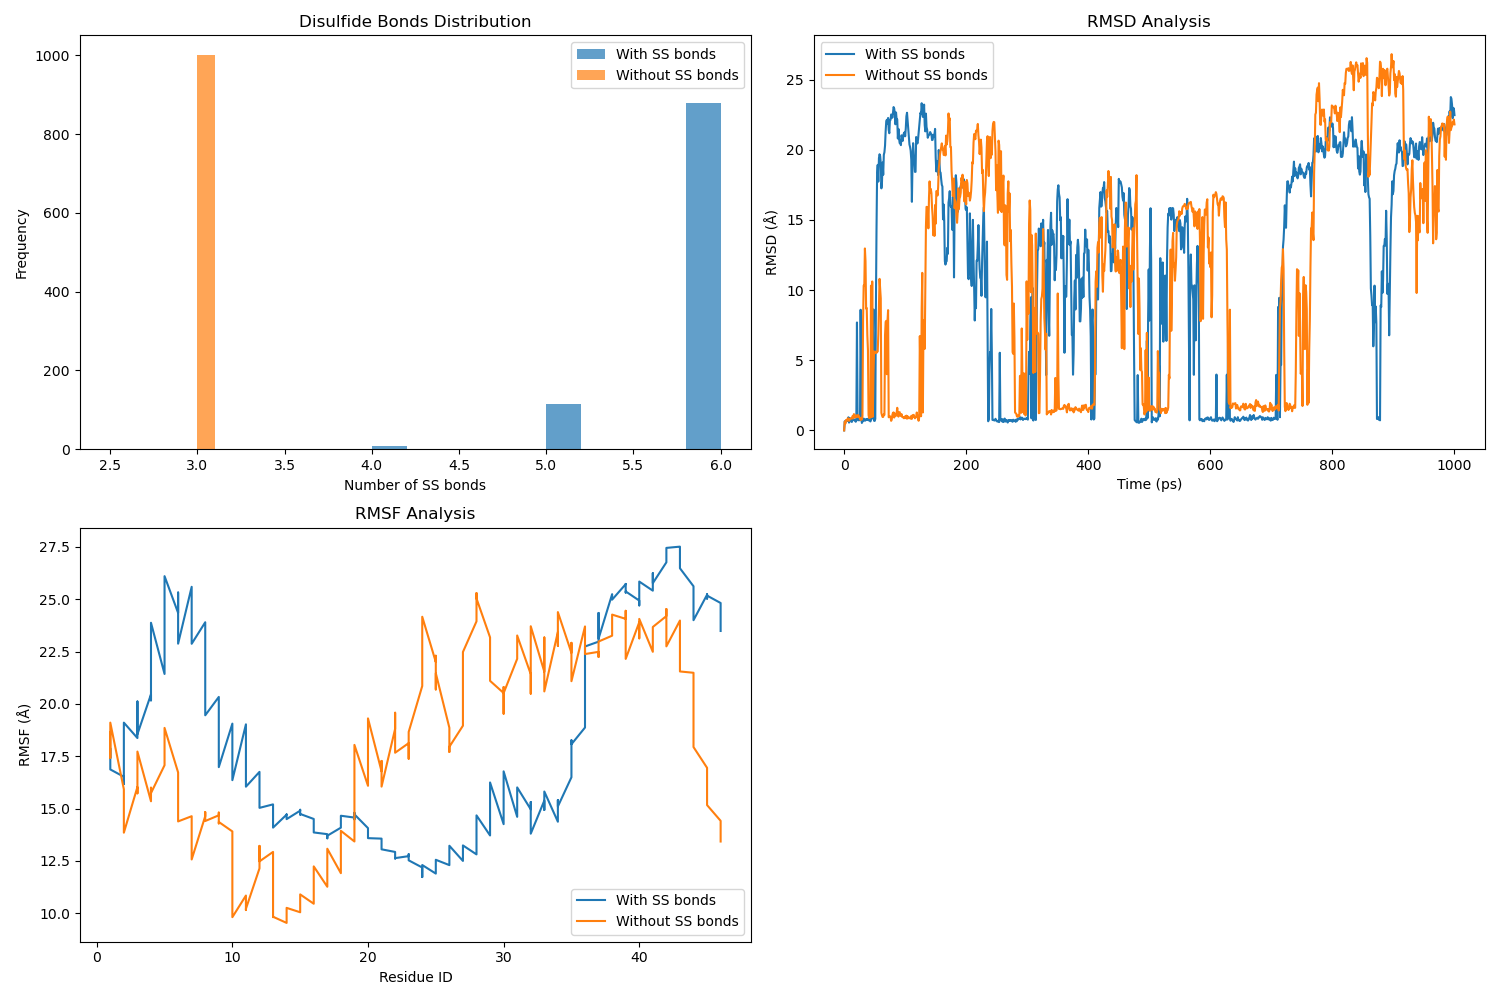 Disulfide Bonds Distribution
With SS bonds
Without SS bonds
1000
800
600
400
200
0
Frequency
2.5 3.0 3.5 4.0 4.5 5.0 5.5 6.0
Number of SS bonds
RMSD Analysis
With SS bonds
Without SS bonds
25
20
15
10
5
0
RMSD (Å)
0 200 400 600 800 1000
Time (ps)
RMSF Analysis
27.5
25.0
22.5
20.0
17.5
15.0
12.5
10.0
RMSF (Å)
With SS bonds
Without SS bonds
0 10 20 30 40
Residue ID